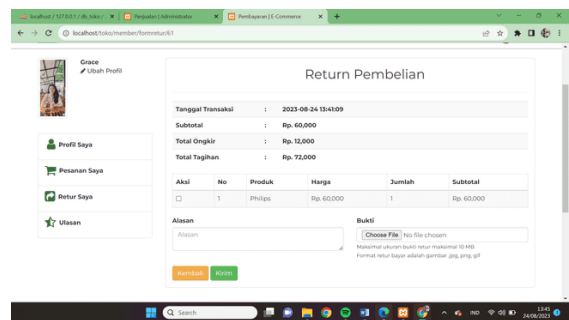 localhost / 127.0.0.1 / db_toko /
Penjualan | Administrator
Pembayaran | E-Commerce
localhost/toko/member/formretur/61
Grace
Ubah Profil
Profil Saya
Pesanan Saya
Retur Saya
Ulasan
Return Pembelian
Tanggal Transaksi : 2023-08-24 13:41:09
Subtotal : Rp. 60,000
Total Ongkir : Rp. 12,000
Total Tagihan : Rp. 72,000
Aksi No Produk Harga Jumlah Subtotal
1 Philips Rp. 60,000 1 Rp. 60,000
Alasan
Alasan
Bukti
Choose File No file chosen
Maksimal ukuran bukti retur maksimal 10 MB
Format retur bayar adalah gambar .jpg, png, gif
Kembali Kirim
Search
IND
13:41
24/08/2023